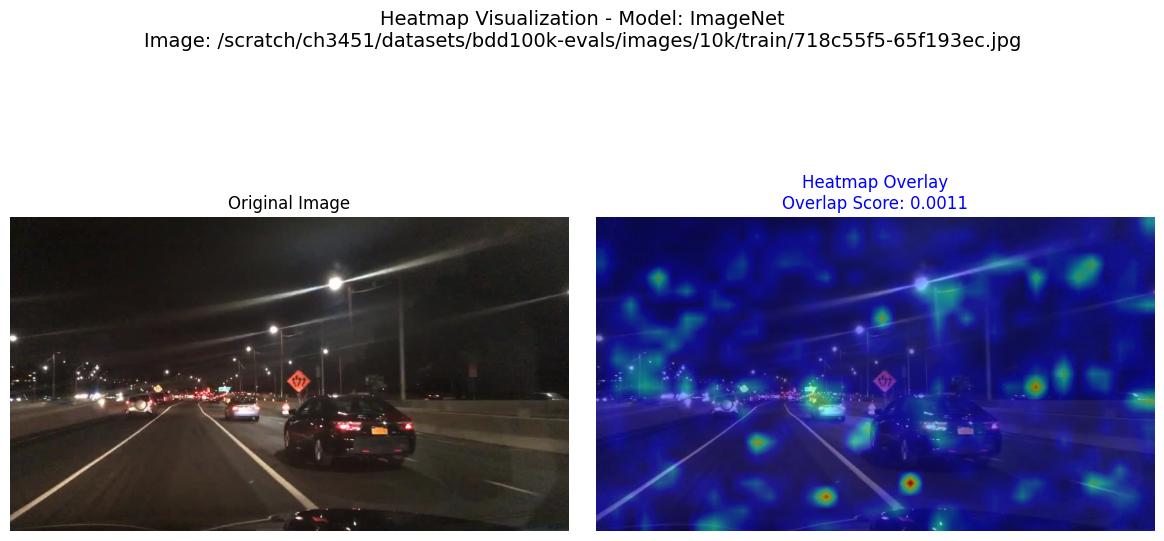 Heatmap Visualization - Model: ImageNet
Image: /scratch/ch3451/datasets/bdd100k-evals/images/10k/train/718c55f5-65f193ec.jpg
Original Image
Heatmap Overlay
Overlap Score: 0.0011